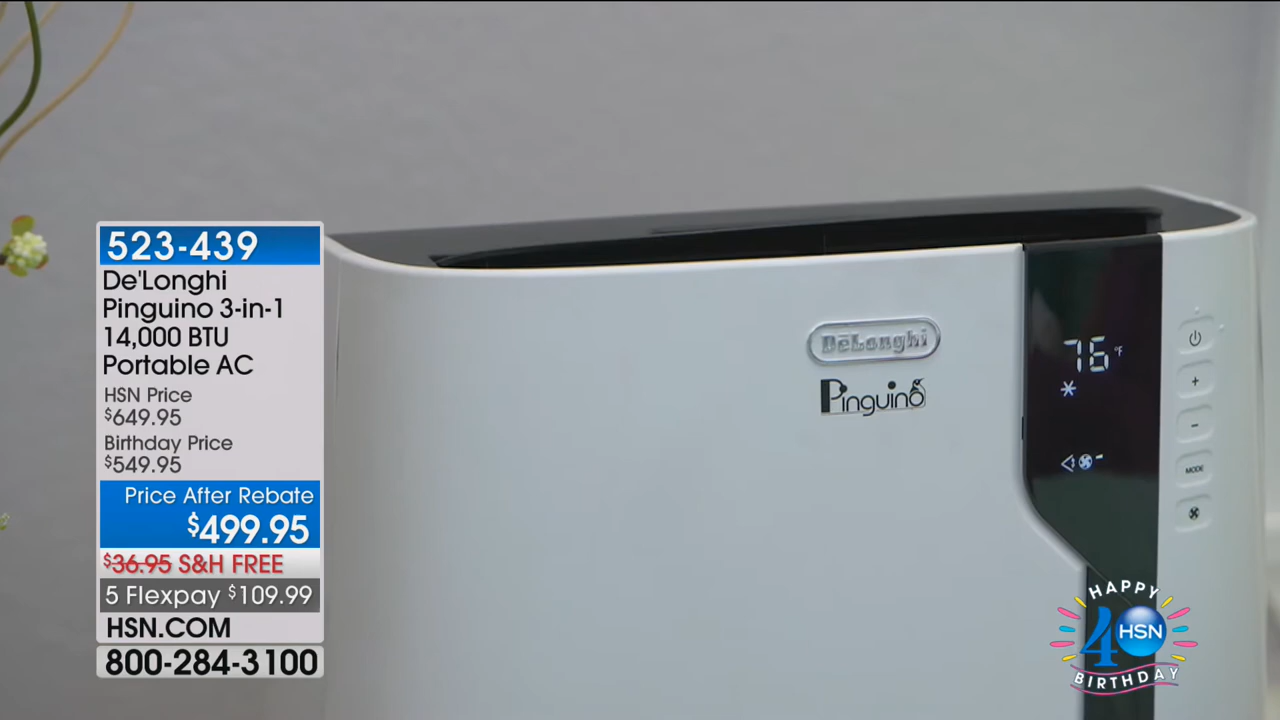 523-439
De'Longhi
Pinguino 3-in-1
14,000 BTU
Portable AC
HSN Price
$649.95
Birthday Price
$549.95
Price After Rebate
$499.95
$36.95 S&H FREE
5 Flexpay $109.99
HSN.COM
800-284-3100
DeLonghi
Pinguino
76°F
+
-
MODE
HAPPY
40 HSN
BIRTHDAY